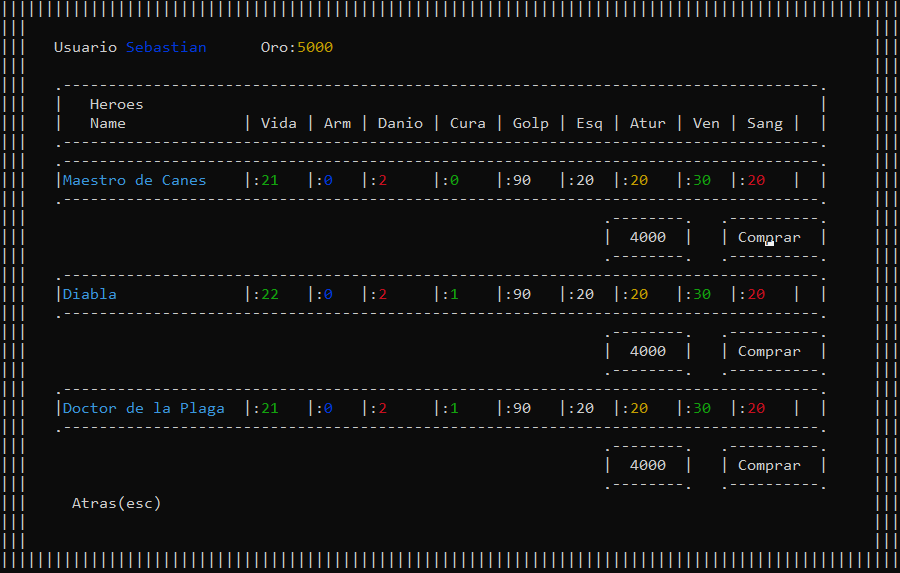 Usuario Sebastian Oro:5000
Heroes
Name | Vida | Arm | Danio | Cura | Golp | Esq | Atur | Ven | Sang | |
|Maestro de Canes |:21 |:0 |:2 |:0 |:90 |:20 |:20 |:30 |:20 | |
| 4000 | | Comprar |
|Diabla |:22 |:0 |:2 |:1 |:90 |:20 |:20 |:30 |:20 | |
| 4000 | | Comprar |
|Doctor de la Plaga |:21 |:0 |:2 |:1 |:90 |:20 |:20 |:30 |:20 | |
| 4000 | | Comprar |
Atras(esc)